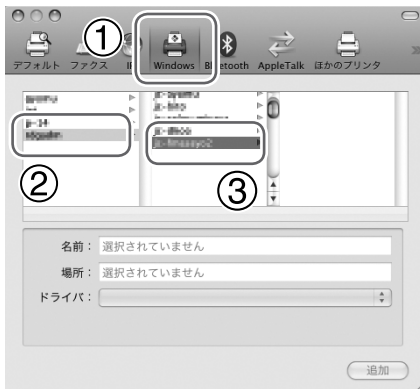 ①
デフォルト ファクス IP Windows Bluetooth AppleTalk ほかのプリンタ
②
③
名前： 選択されていません
場所： 選択されていません
ドライバ：
追加